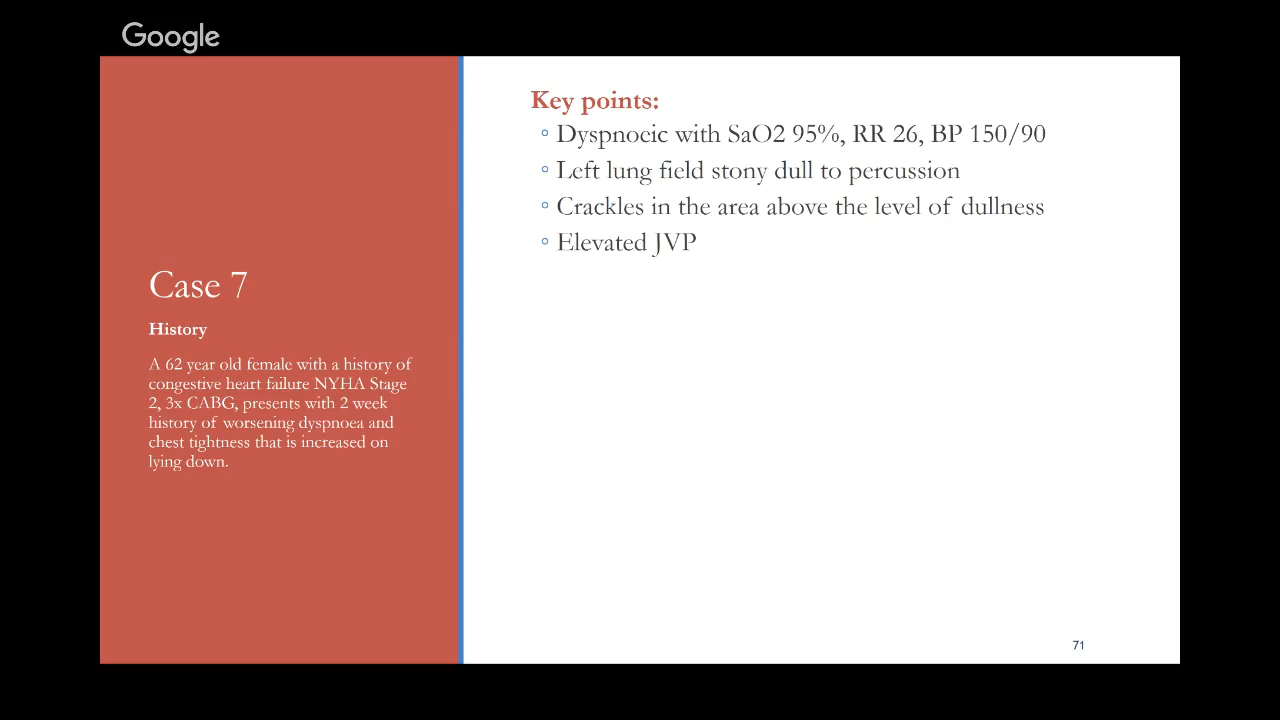 Google
Case 7
History
A 62 year old female with a history of
congestive heart failure NYHA Stage
2, 3x CABG, presents with 2 week
history of worsening dyspnoea and
chest tightness that is increased on
lying down.
Key points:
◦ Dyspnoeic with SaO2 95%, RR 26, BP 150/90
◦ Left lung field stony dull to percussion
◦ Crackles in the area above the level of dullness
◦ Elevated JVP
71